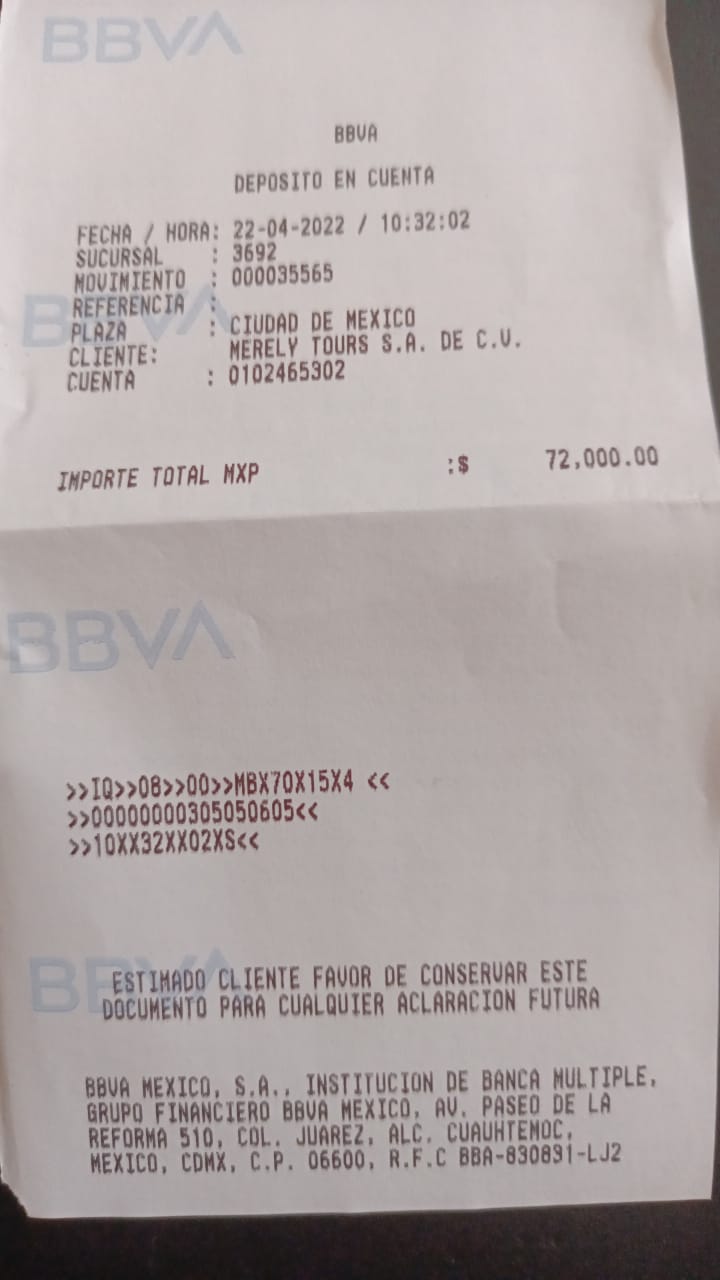 BBVA
BBVA
DEPOSITO EN CUENTA
FECHA / HORA: 22-04-2022 / 10:32:02
SUCURSAL : 3692
MOVIMIENTO : 000035565
REFERENCIA :
BBVA
PLAZA : CIUDAD DE MEXICO
CLIENTE: MERELY TOURS S.A. DE C.V.
CUENTA : 0102465302
IMPORTE TOTAL MXP :$ 72,000.00
BBVA
>>IQ>>08>>00>>MBX70X15X4 <<
>>00000000305050605<<
>>10XX32XX02XS<<
BBVA
ESTIMADO CLIENTE FAVOR DE CONSERVAR ESTE
DOCUMENTO PARA CUALQUIER ACLARACION FUTURA
BBVA MEXICO, S.A., INSTITUCION DE BANCA MULTIPLE,
GRUPO FINANCIERO BBVA MEXICO, AV. PASEO DE LA
REFORMA 510, COL. JUAREZ, ALC. CUAUHTEMOC,
MEXICO, CDMX, C.P. 06600, R.F.C BBA-830831-LJ2